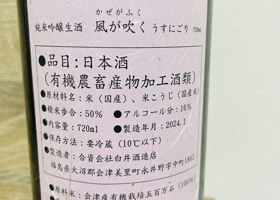 かぜがふく
純米吟醸生酒 風が吹く うすにごり 720ml
●品目:日本酒
(有機農畜産物加工酒類)
●原材料名:米(国産)、米こうじ(国産米)
●精米歩合:50% ●アルコール分:16%
●内容量:720ml ●製造年月:2024.1
●保存方法:要冷蔵(10℃以下)
●製造者:合資会社白井酒造店
福島県大沼郡会津美里町永井野字中町1862
原料米:会津産有機栽培五百万石(100%)